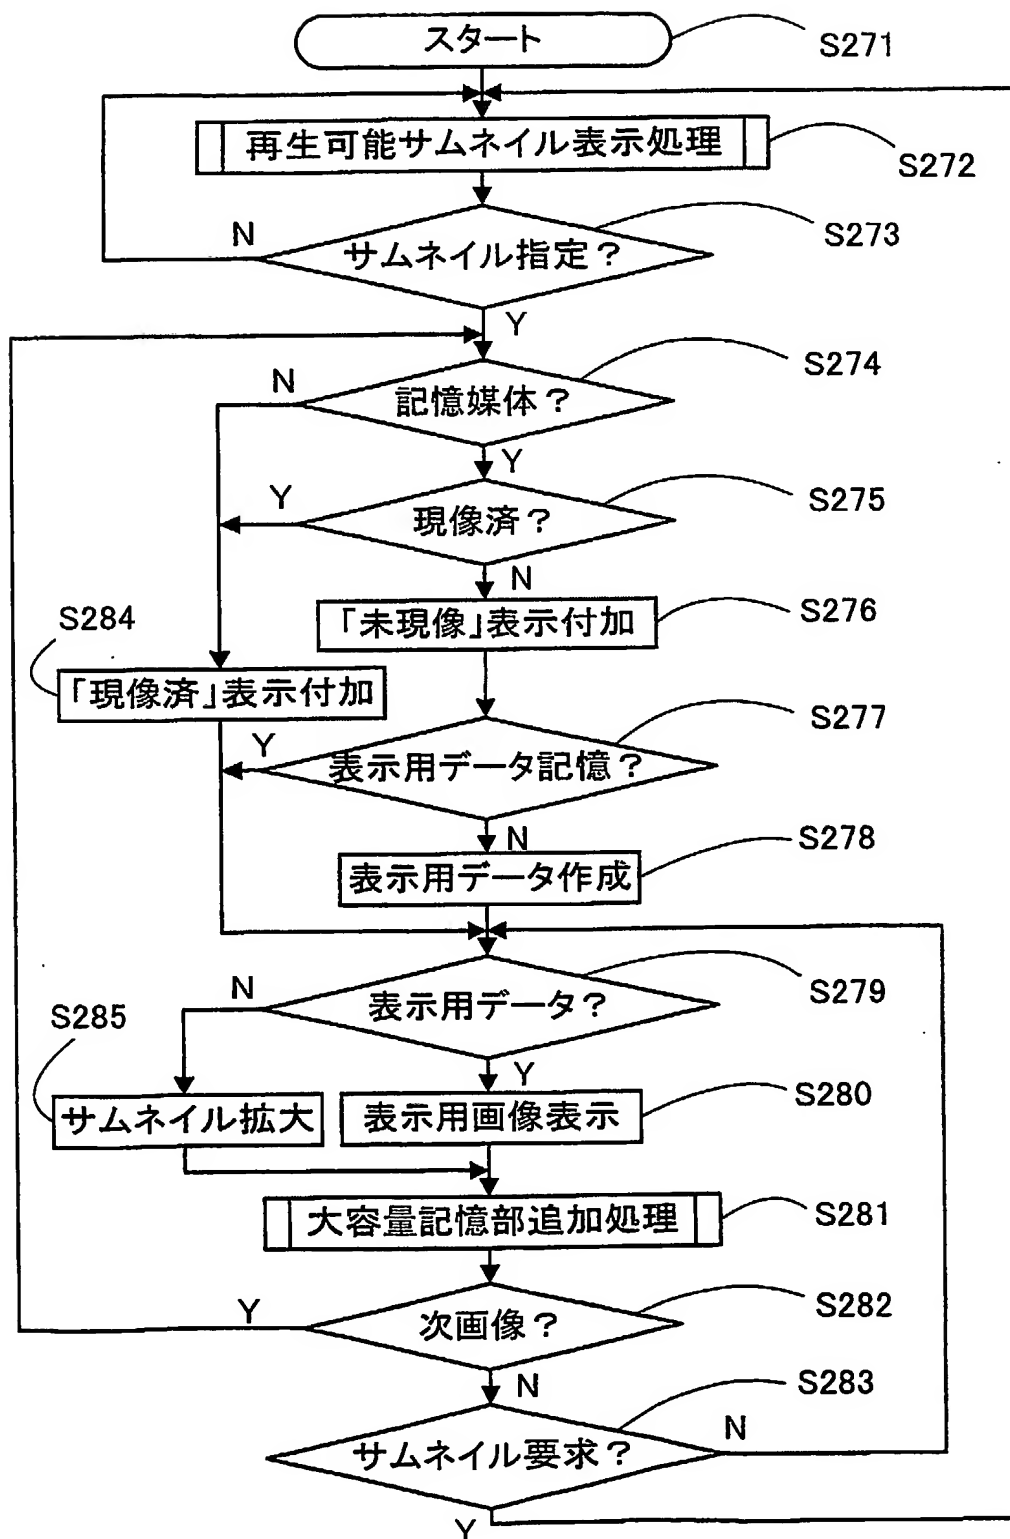 スタート
S271
再生可能サムネイル表示処理
S272
サムネイル指定？
S273
N
Y
記憶媒体？
S274
N
Y
現像済？
S275
Y
N
「未現像」表示付加
S276
S284
「現像済」表示付加
表示用データ記憶？
S277
Y
N
表示用データ作成
S278
表示用データ？
S279
N
Y
S285
サムネイル拡大
表示用画像表示
S280
大容量記憶部追加処理
S281
次画像？
S282
Y
N
サムネイル要求？
S283
N
Y